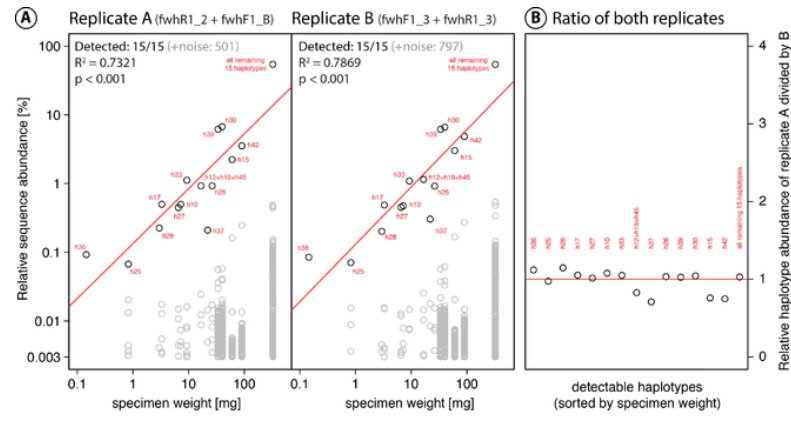 A Replicate A (fwhR1_2 + fwhF1_B) Replicate B (fwhF1_3 + fwhR1_3) B Ratio of both replicates
Detected: 15/15 (+noise: 501)
R² = 0.7321
p < 0.001
all remaining
15 haplotypes
h30
h39
h42
h15
h33
h12+h19+h45
h26
h17
h10
h27
h28
h37
h36
h25
Relative sequence abundance [%]
100
10
1
0.1
0.01
0.003
0.1 1 10 100
specimen weight [mg]
Detected: 15/15 (+noise: 797)
R² = 0.7869
p < 0.001
all remaining
15 haplotypes
h30
h39
h42
h15
h33
h12+h19+h45
h26
h17
h10
h27
h28
h37
h36
h25
0.1 1 10 100
specimen weight [mg]
h36
h25
h28
h17
h27
h10
h33
h12+h19+h45
h37
h26
h39
h30
h15
h42
all remaining 15 haplotypes
4
3
2
1
0
Relative haplotype abundance of replicate A divided by B
detectable haplotypes
(sorted by specimen weight)